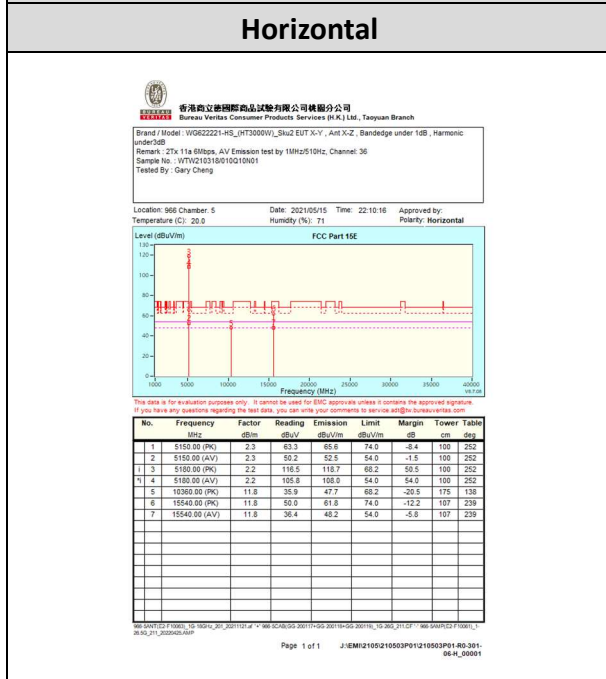 Horizontal
BUREAU
VERITAS
香港商立德國際商品試驗有限公司桃園分公司
Bureau Veritas Consumer Products Services (H.K.) Ltd., Taoyuan Branch
Brand / Model : WG622221-HS_(HT3000W)_Sku2 EUT X-Y , Ant X-Z , Bandedge under 1dB , Harmonic
under3dB
Remark : 2Tx 11a 6Mbps, AV Emission test by 1MHz/510Hz, Channel: 36
Sample No. : WTW210318/010Q10N01
Tested By : Gary Cheng
Location: 966 Chamber. 5 Date: 2021/05/15 Time: 22:10:16 Approved by:
Temperature (C): 20.0 Humidity (%): 71 Polarity: Horizontal
Level (dBuV/m) FCC Part 15E
130
120
100
80
60
40
20
0
1000 5000 10000 15000 20000 25000 30000 35000 40000
Frequency (MHz)
V9.7.08
This data is for evaluation purposes only. It cannot be used for EMC approvals unless it contains the approved signature.
If you have any questions regarding the test data, you can write your comments to service.adt@tw.bureauveritas.com
No. Frequency Factor Reading Emission Limit Margin Tower Table
MHz dB/m dBuV dBuV/m dBuV/m dB cm deg
1 5150.00 (PK) 2.3 63.3 65.6 74.0 -8.4 100 252
2 5150.00 (AV) 2.3 50.2 52.5 54.0 -1.5 100 252
i 3 5180.00 (PK) 2.2 116.5 118.7 68.2 50.5 100 252
*i 4 5180.00 (AV) 2.2 105.8 108.0 54.0 54.0 100 252
5 10360.00 (PK) 11.8 35.9 47.7 68.2 -20.5 175 138
6 15540.00 (PK) 11.8 50.0 61.8 74.0 -12.2 107 239
7 15540.00 (AV) 11.8 36.4 48.2 54.0 -5.8 107 239
Page 1 of 1 J:\EMI\2105\210503P01\210503P01-R0-301-
06-H_00001